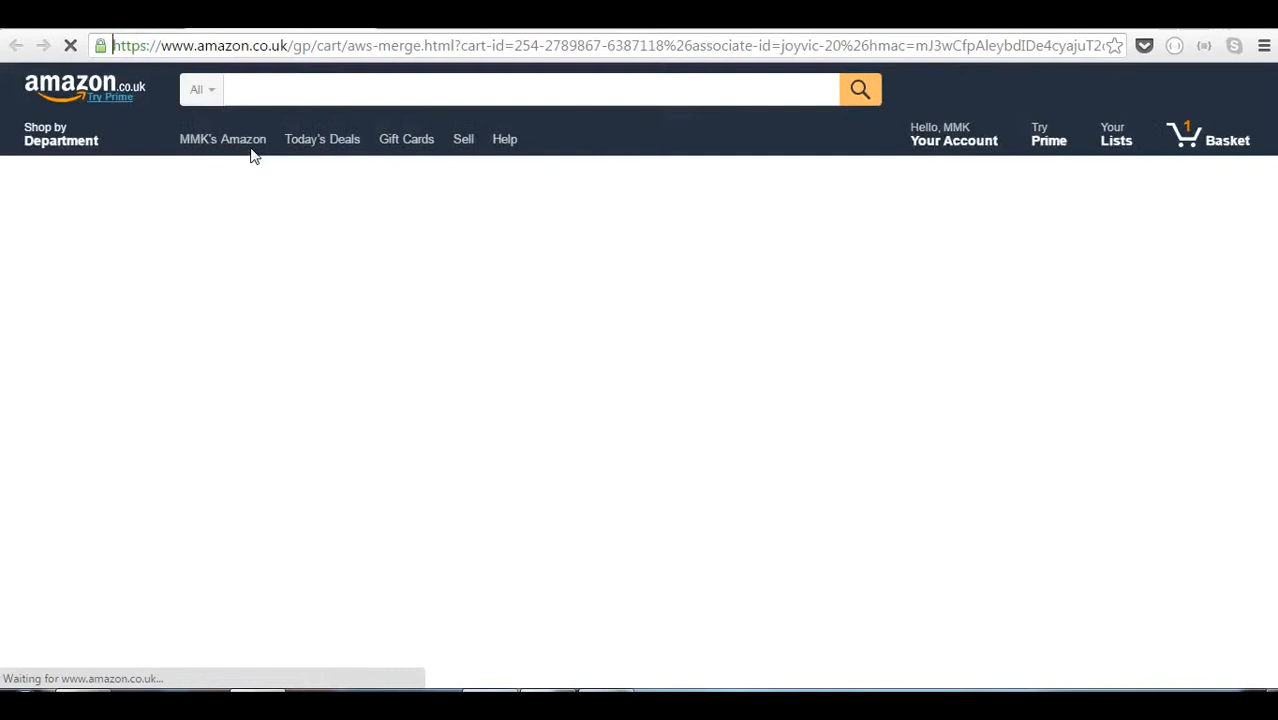 https://www.amazon.co.uk/gp/cart/aws-merge.html?cart-id=254-2789867-6387118%26associate-id=joyvic-20%26hmac=mJ3wCfpAleybdIDe4cyajuT2
amazon.co.uk
Try Prime
All
Shop by
Department
MMK's Amazon
Today's Deals
Gift Cards
Sell
Help
Hello, MMK
Your Account
Try
Prime
Your
Lists
1
Basket
Waiting for www.amazon.co.uk...